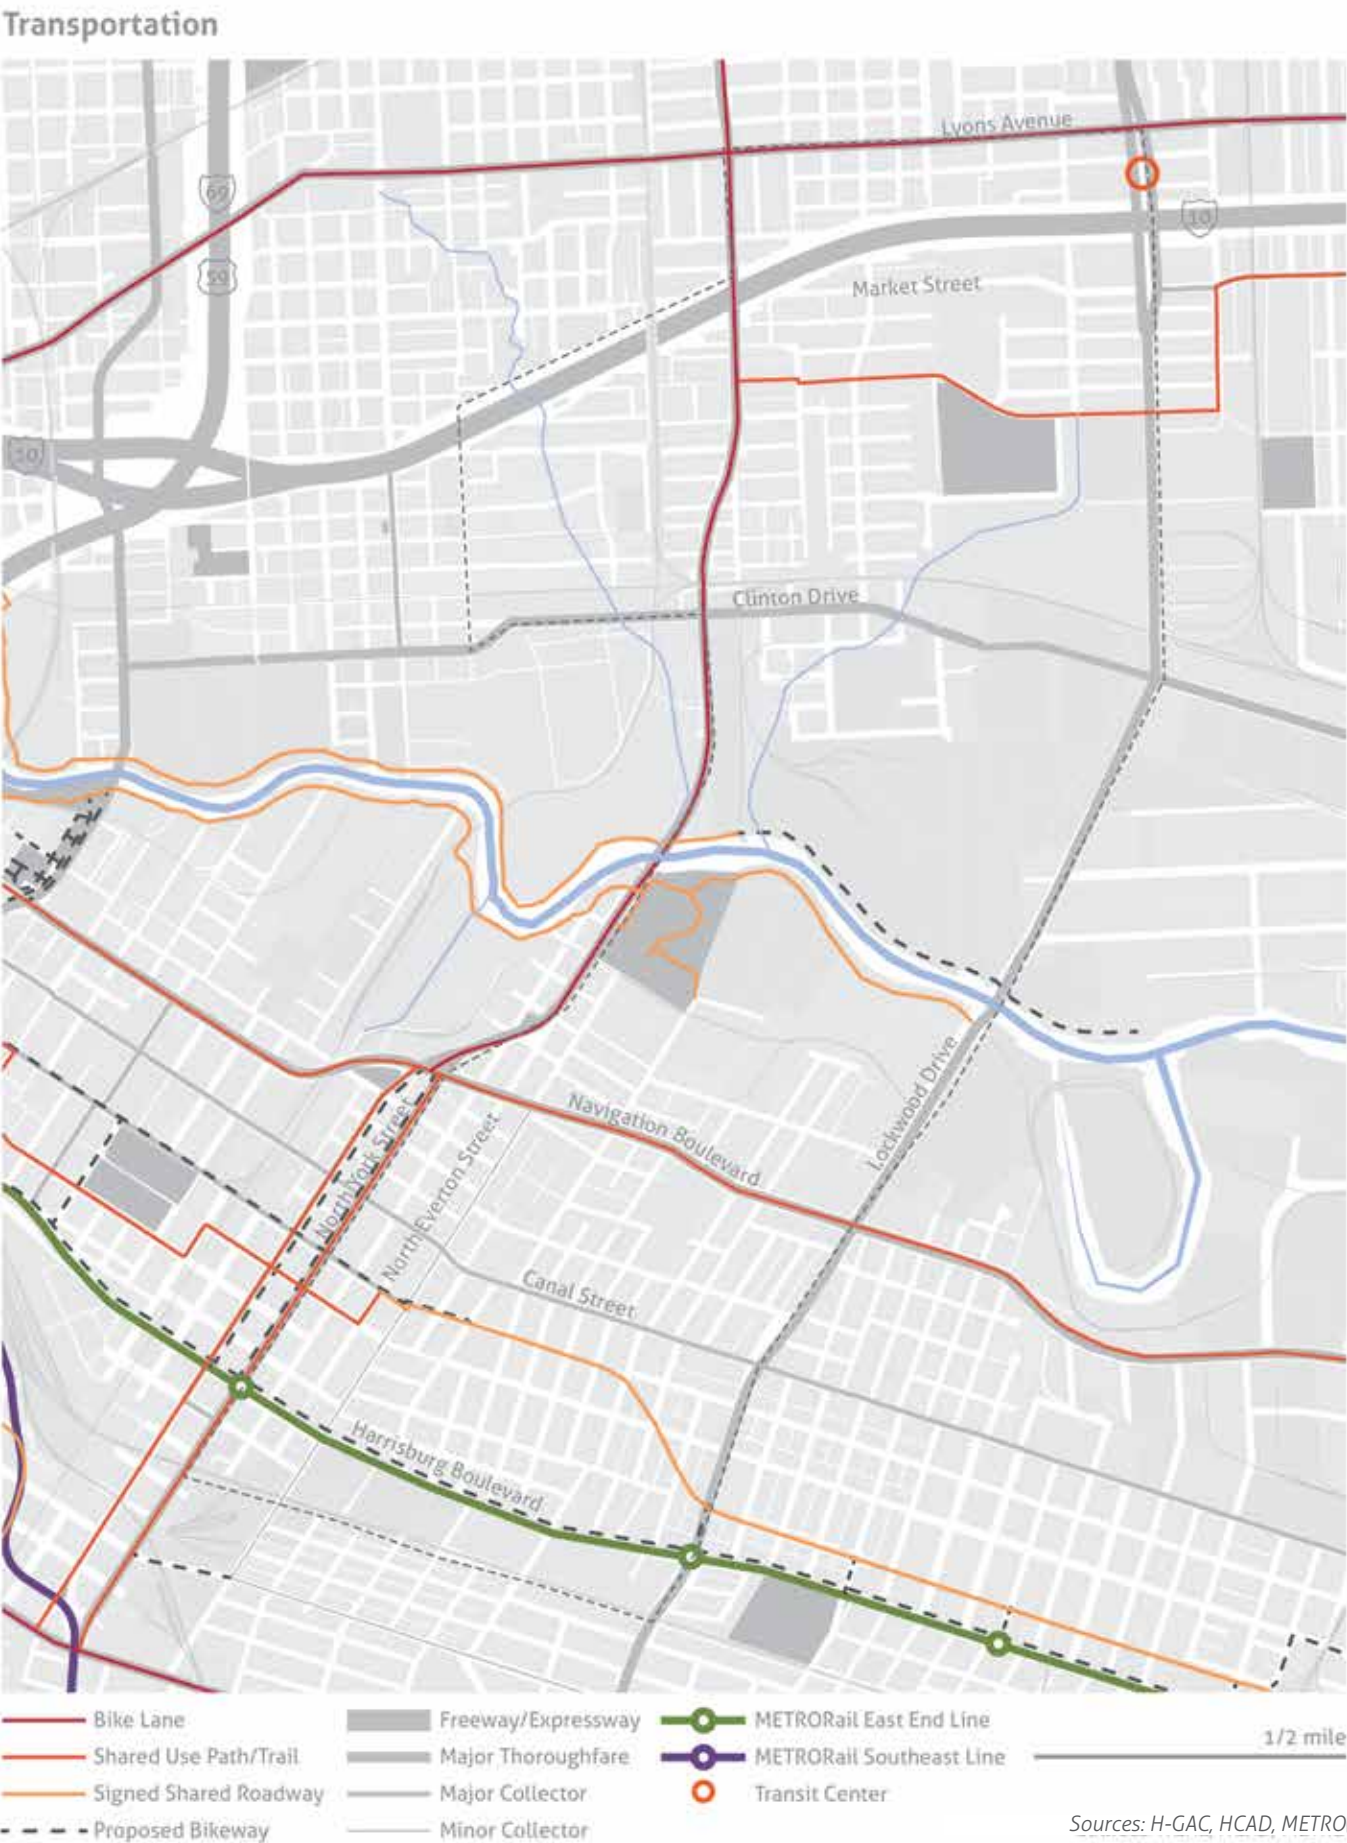 Transportation
Lyons Avenue
69
10
59
Market Street
10
Clinton Drive
Lockwood Drive
Navigation Boulevard
North York Street
North Everton Street
Canal Street
Harrisburg Boulevard
Bike Lane
Freeway/Expressway
METRORail East End Line
1/2 mile
Shared Use Path/Trail
Major Thoroughfare
METRORail Southeast Line
Signed Shared Roadway
Major Collector
Transit Center
Proposed Bikeway
Minor Collector
Sources: H-GAC, HCAD, METRO